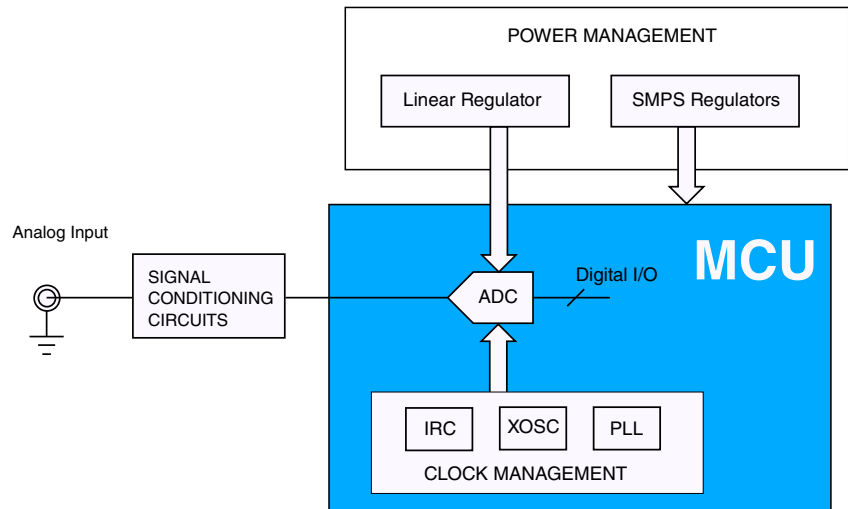 POWER MANAGEMENT
Linear Regulator
SMPS Regulators
MCU
Analog Input
SIGNAL
CONDITIONING
CIRCUITS
ADC
Digital I/O
IRC
XOSC
PLL
CLOCK MANAGEMENT